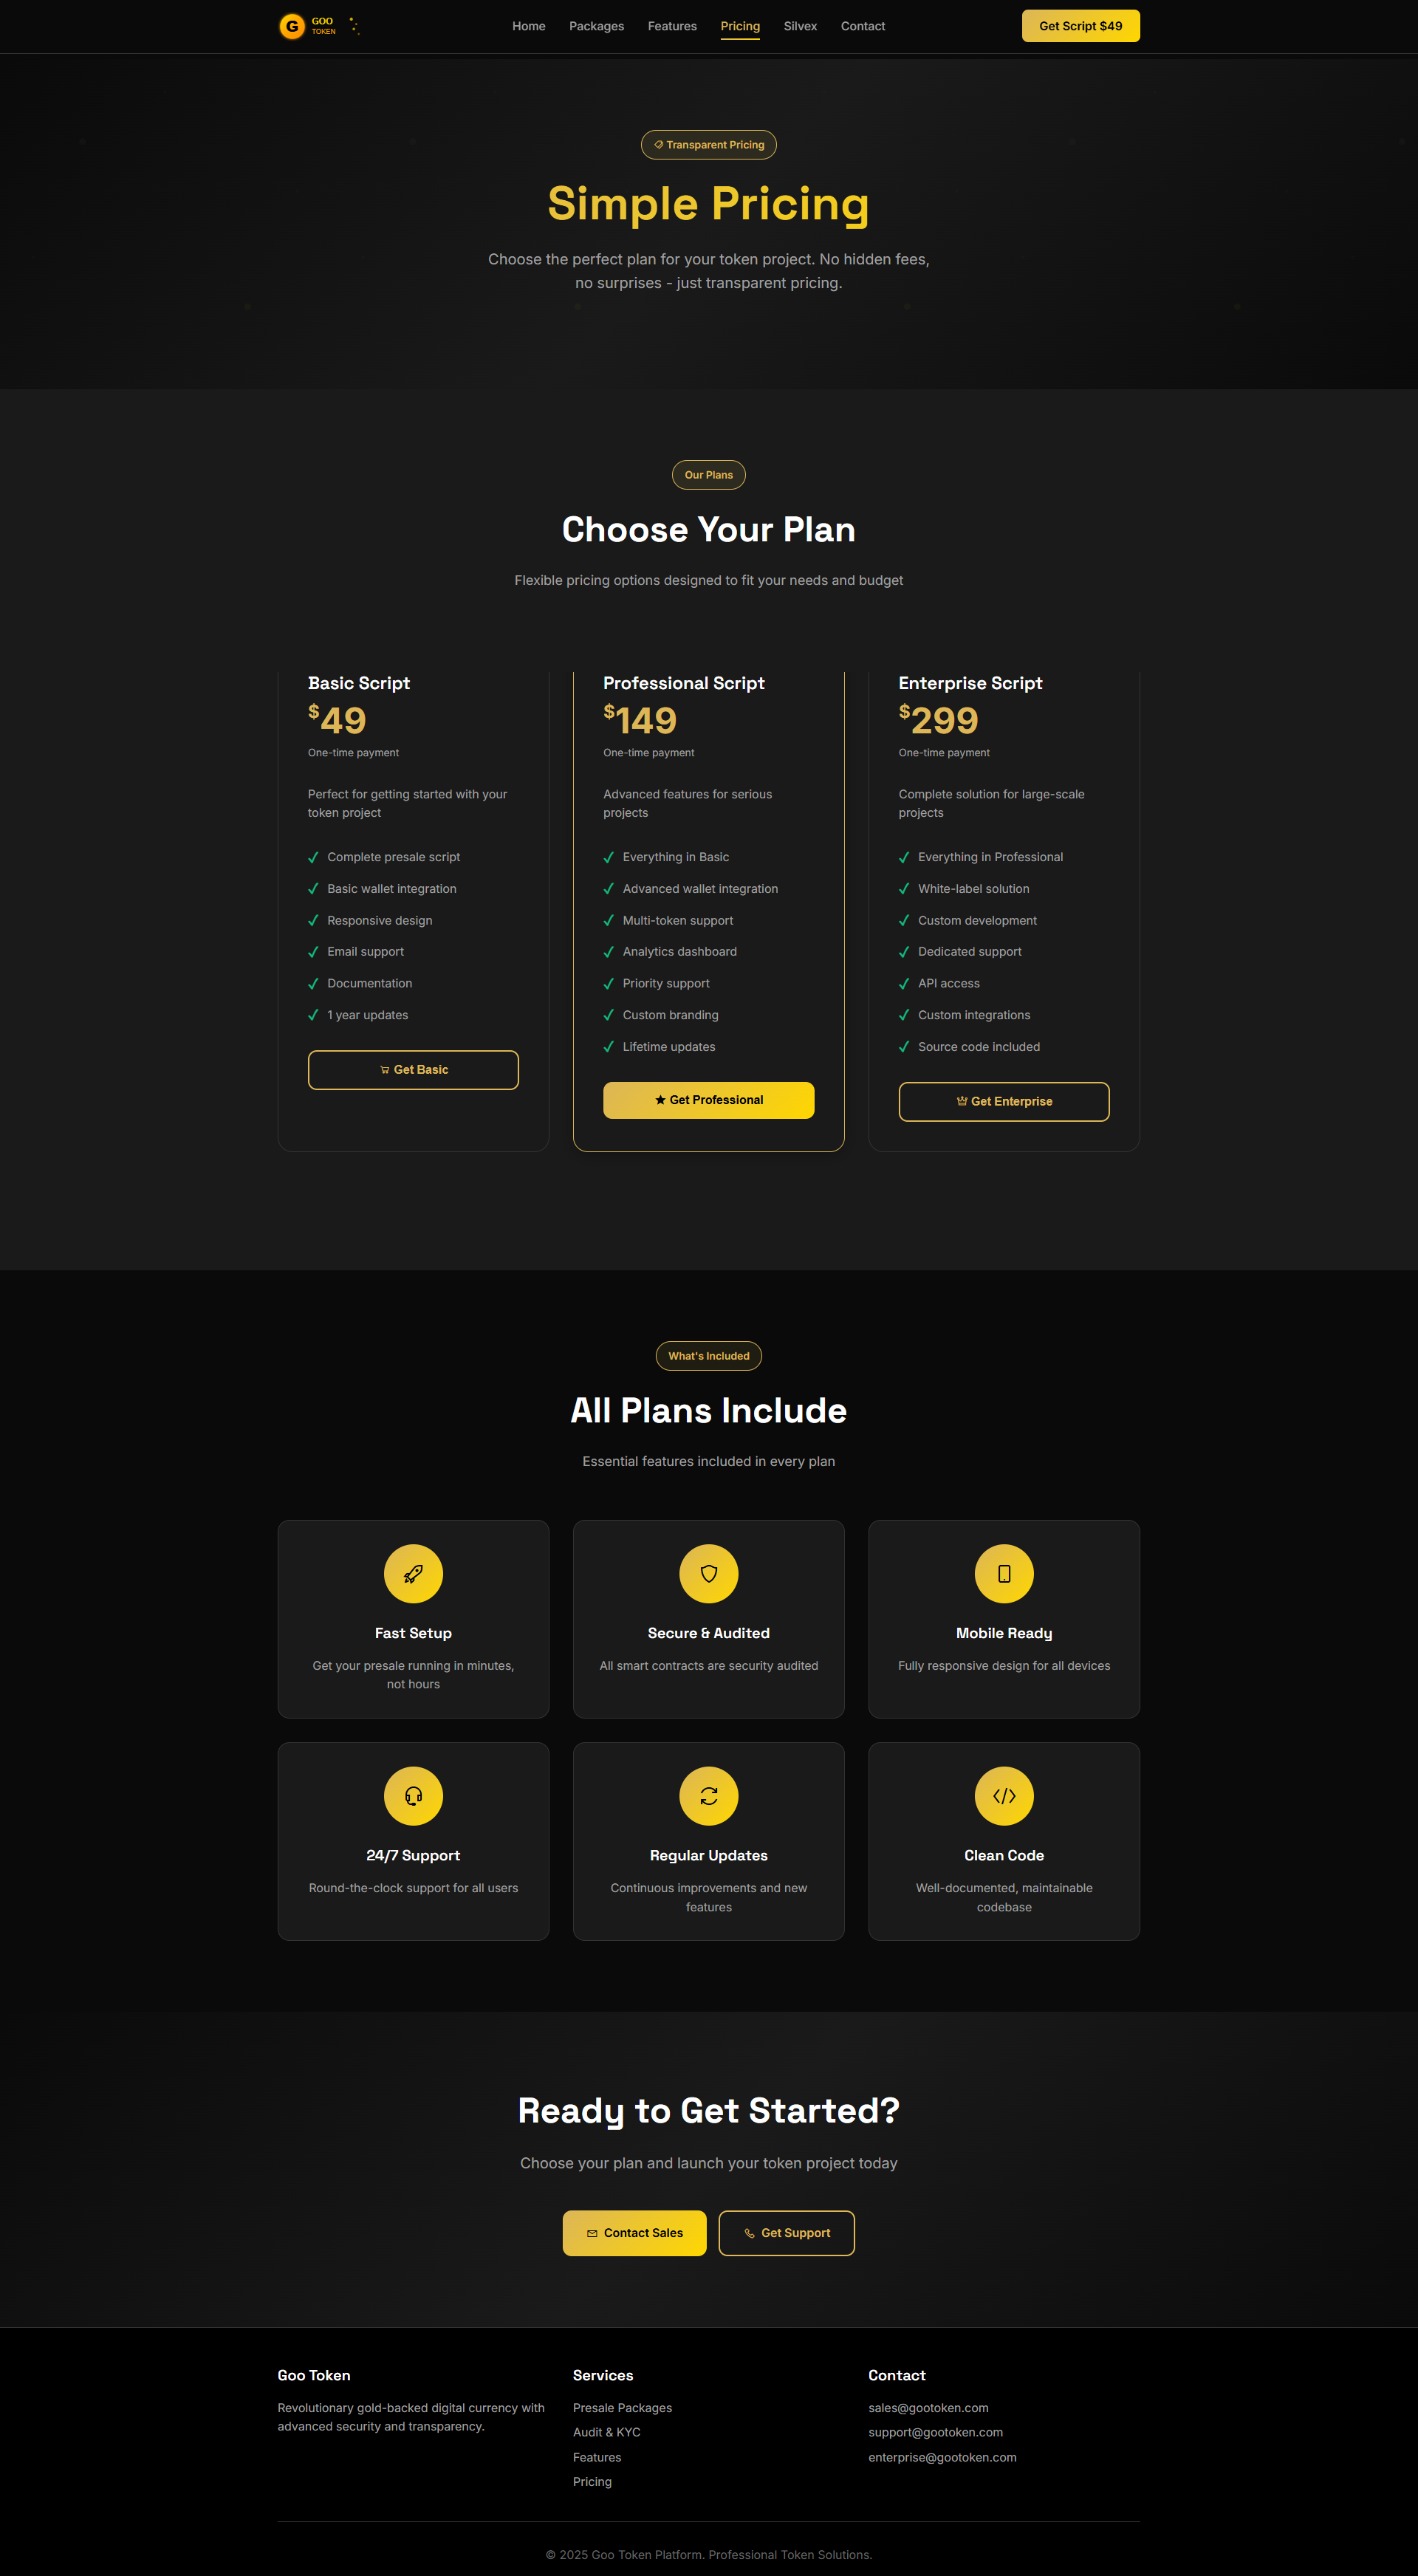 G
GOO
TOKEN
Home
Packages
Features
Pricing
Silvex
Contact
Get Script $49
Transparent Pricing
Simple Pricing
Choose the perfect plan for your token project. No hidden fees,
no surprises - just transparent pricing.
Our Plans
Choose Your Plan
Flexible pricing options designed to fit your needs and budget
Basic Script
$49
One-time payment
Perfect for getting started with your
token project
Complete presale script
Basic wallet integration
Responsive design
Email support
Documentation
1 year updates
Get Basic
Professional Script
$149
One-time payment
Advanced features for serious
projects
Everything in Basic
Advanced wallet integration
Multi-token support
Analytics dashboard
Priority support
Custom branding
Lifetime updates
Get Professional
Enterprise Script
$299
One-time payment
Complete solution for large-scale
projects
Everything in Professional
White-label solution
Custom development
Dedicated support
API access
Custom integrations
Source code included
Get Enterprise
What's Included
All Plans Include
Essential features included in every plan
Fast Setup
Get your presale running in minutes,
not hours
Secure & Audited
All smart contracts are security audited
Mobile Ready
Fully responsive design for all devices
24/7 Support
Round-the-clock support for all users
Regular Updates
Continuous improvements and new
features
Clean Code
Well-documented, maintainable
codebase
Ready to Get Started?
Choose your plan and launch your token project today
Contact Sales
Get Support
Goo Token
Revolutionary gold-backed digital currency with
advanced security and transparency.
Services
Presale Packages
Audit & KYC
Features
Pricing
Contact
sales@gootoken.com
support@gootoken.com
enterprise@gootoken.com
© 2025 Goo Token Platform. Professional Token Solutions.